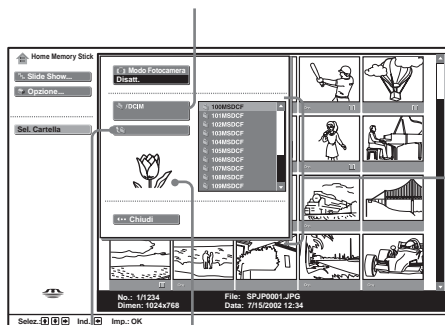 Home Memory Stick
Slide Show...
Opzione...
Sel. Cartella
Modo Fotocamera
Disatt.
/DCIM
100MSDCF
101MSDCF
102MSDCF
103MSDCF
104MSDCF
105MSDCF
106MSDCF
107MSDCF
108MSDCF
109MSDCF
Chiudi
No.: 1/1234
File: SPJP0001.JPG
Dimen: 1024x768
Data: 7/15/2002 12:34
Selez.: Ind.: Imp.: OK